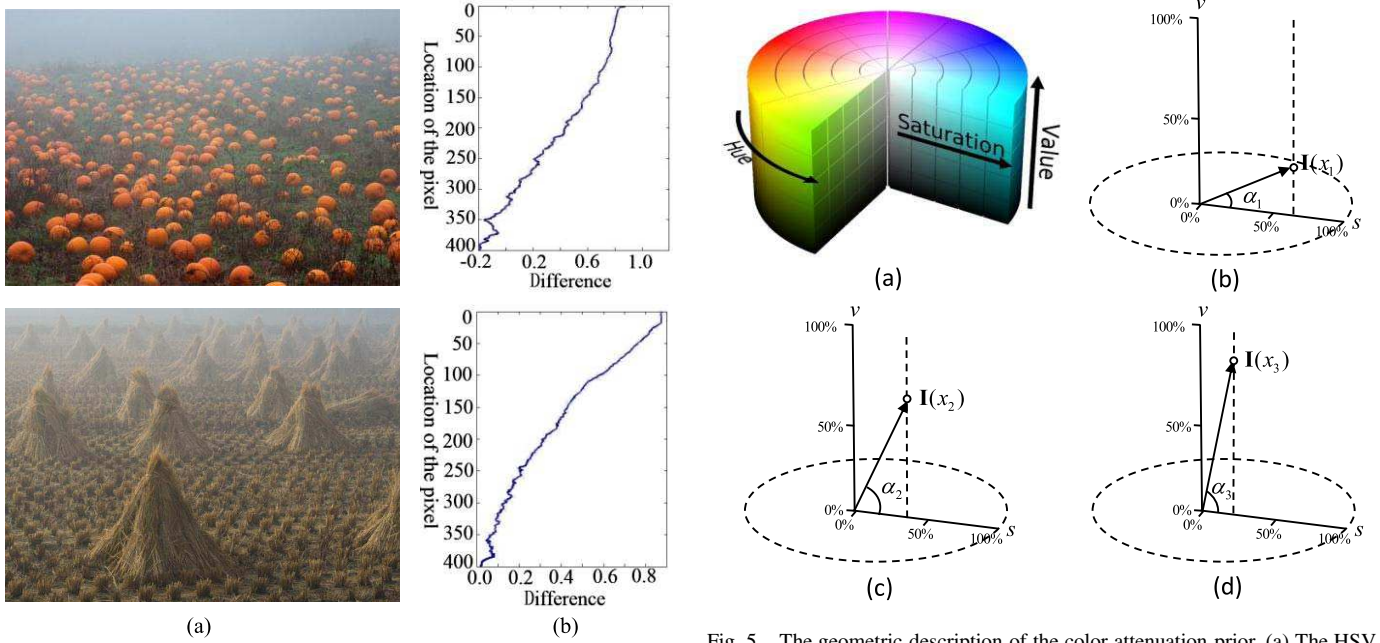 0
50
100
150
200
250
300
350
400
Location of the pixel
-0.2 0.2 0.6 1.0
Difference
0
50
100
150
200
250
300
350
400
Location of the pixel
0.0 0.2 0.4 0.6 0.8
Difference
(a)
(b)
Hue
Saturation
Value
(a)
v
100%
50%
0%
0%
50%
100%
s
α1
I(x1)
(b)
v
100%
50%
0%
0%
50%
100%
s
α2
I(x2)
(c)
v
100%
50%
0%
0%
50%
100%
s
α3
I(x3)
(d)
Fig. 5. The geometric description of the color attenuation prior. (a) The HSV